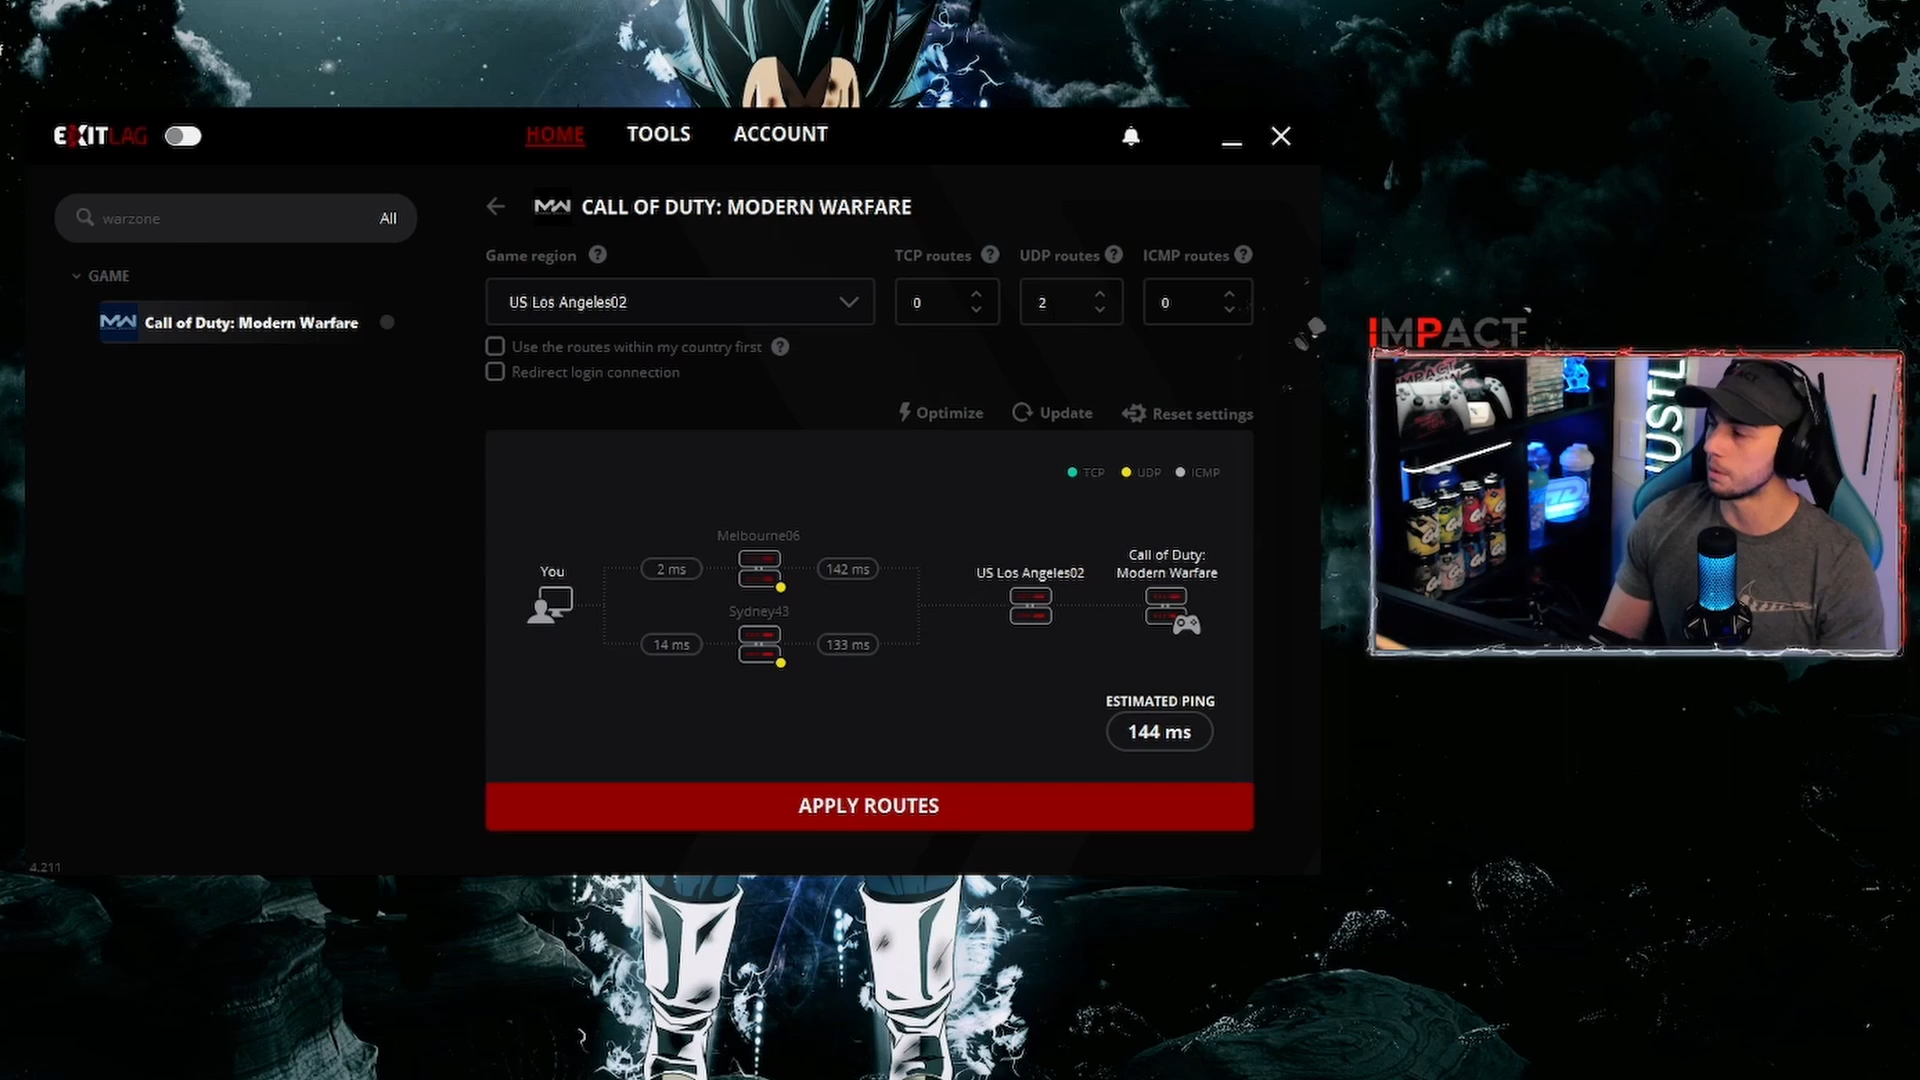 EXITLAG
HOME
TOOLS
ACCOUNT
warzone
All
GAME
Call of Duty: Modern Warfare
CALL OF DUTY: MODERN WARFARE
Game region
TCP routes
UDP routes
ICMP routes
US Los Angeles02
0
2
0
Use the routes within my country first
Redirect login connection
Optimize
Update
Reset settings
TCP
UDP
ICMP
You
Melbourne06
2 ms
142 ms
Sydney43
14 ms
133 ms
US Los Angeles02
Call of Duty:
Modern Warfare
ESTIMATED PING
144 ms
APPLY ROUTES
4.211
IMPACT
IMPACT
USTL